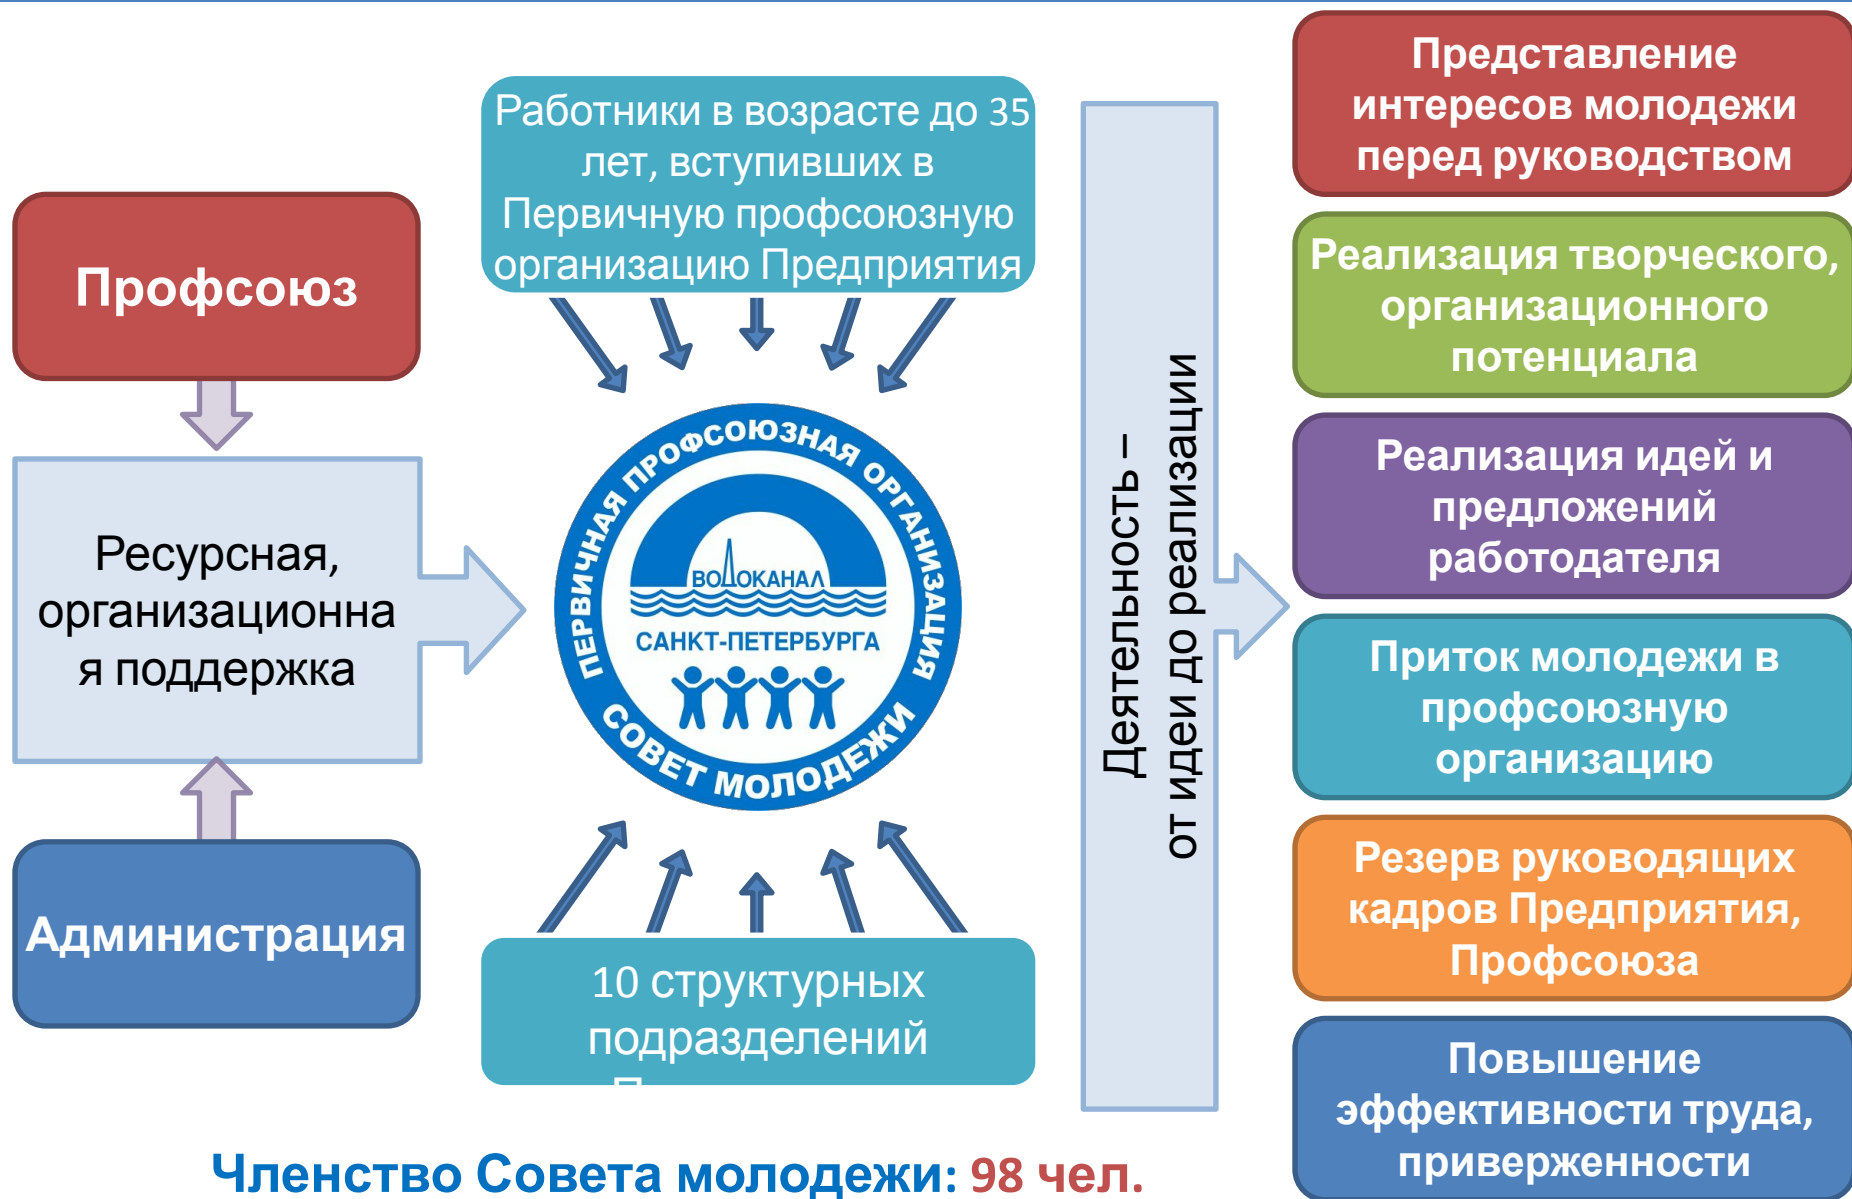 Профсоюз
Ресурсная,
организационна
я поддержка
Администрация
Работники в возрасте до 35
лет, вступивших в
Первичную профсоюзную
организацию Предприятия
ПЕРВИЧНАЯ ПРОФСОЮЗНАЯ ОРГАНИЗАЦИЯ
ВОДОКАНАЛ
САНКТ-ПЕТЕРБУРГА
СОВЕТ МОЛОДЕЖИ
10 структурных
подразделений
Деятельность –
от идеи до реализации
Представление
интересов молодежи
перед руководством
Реализация творческого,
организационного
потенциала
Реализация идей и
предложений
работодателя
Приток молодежи в
профсоюзную
организацию
Резерв руководящих
кадров Предприятия,
Профсоюза
Повышение
эффективности труда,
приверженности
Членство Совета молодежи: 98 чел.